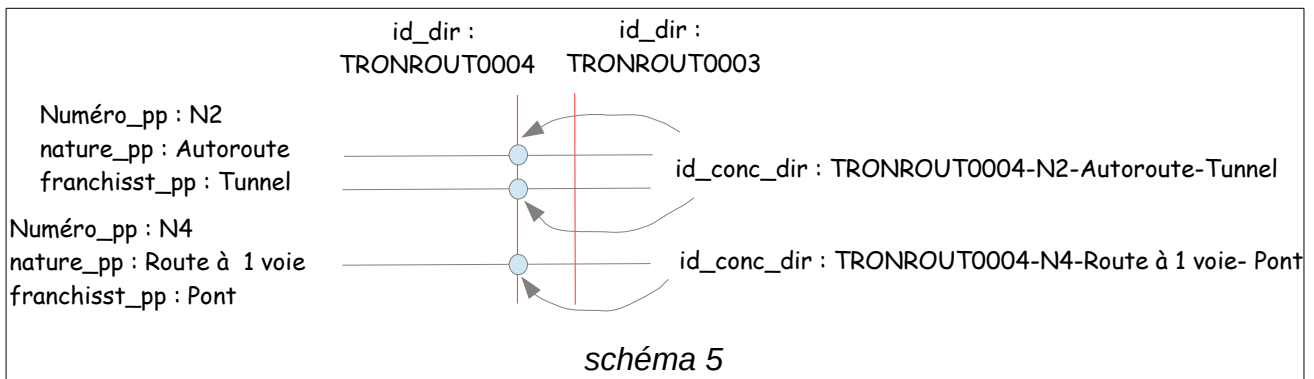 id_dir :
TRONROUT0004
id_dir :
TRONROUT0003
Numéro_pp : N2
nature_pp : Autoroute
franchisst_pp : Tunnel
id_conc_dir : TRONROUT0004-N2-Autoroute-Tunnel
Numéro_pp : N4
nature_pp : Route à 1 voie
franchisst_pp : Pont
id_conc_dir : TRONROUT0004-N4-Route à 1 voie- Pont
schéma 5